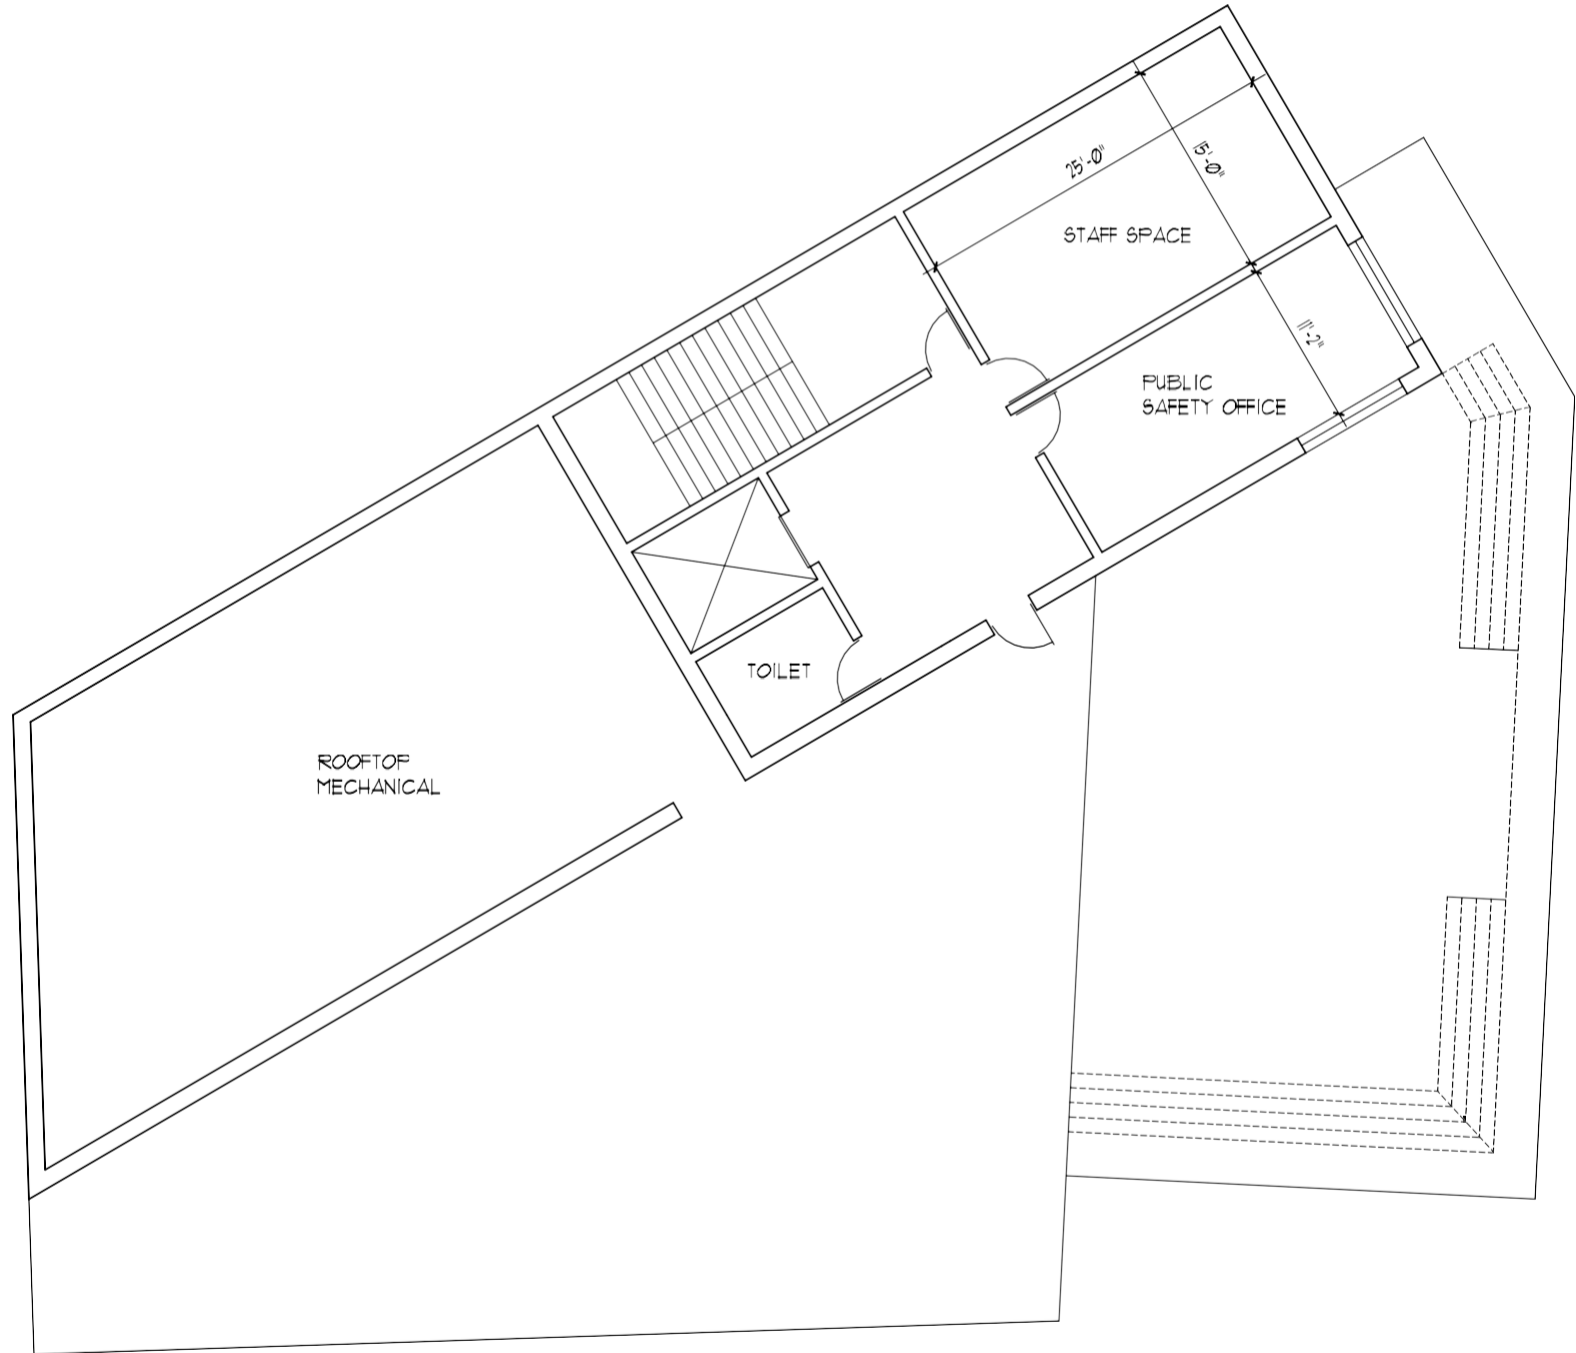 25'-0"
15'-0"
STAFF SPACE
11'-2"
PUBLIC
SAFETY OFFICE
TOILET
ROOFTOP
MECHANICAL